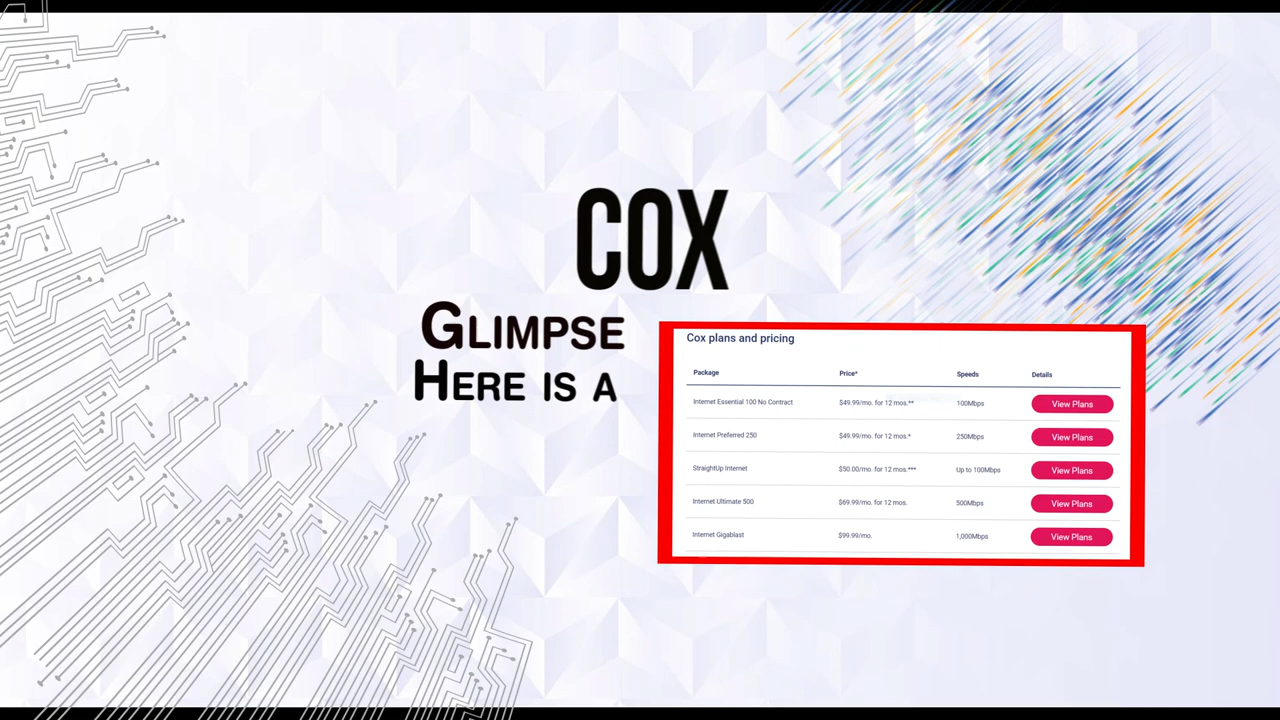 COX
GLIMPSE
HERE IS A
Cox plans and pricing
Package Price* Speeds Details
Internet Essential 100 No Contract $49.99/mo. for 12 mos.** 100Mbps View Plans
Internet Preferred 250 $49.99/mo. for 12 mos.* 250Mbps View Plans
StraightUp Internet $50.00/mo. for 12 mos.*** Up to 100Mbps View Plans
Internet Ultimate 500 $69.99/mo. for 12 mos. 500Mbps View Plans
Internet Gigablast $99.99/mo. 1,000Mbps View Plans